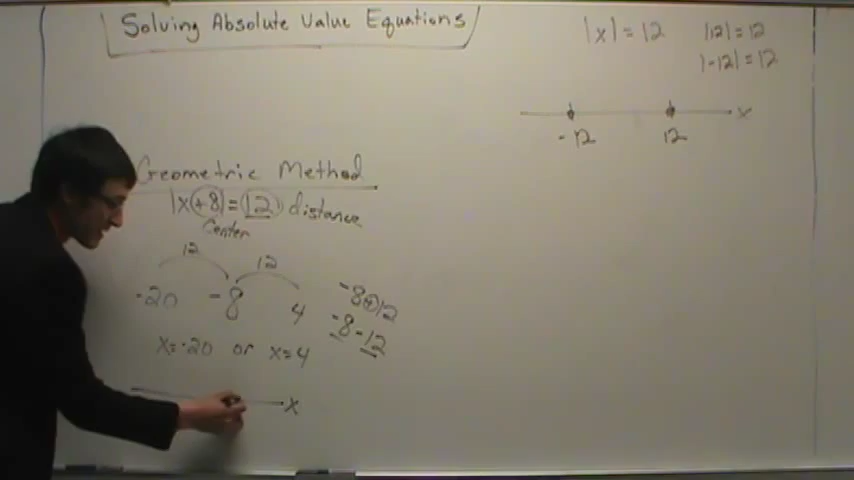 Solving Absolute Value Equations
|x| = 12
|12| = 12
|-12| = 12
x
-12 12
Geometric Method
|x+8| = 12 distance
Center
12 12
-20 -8 4
-8+12
-8-12
x=-20 or x=4
x